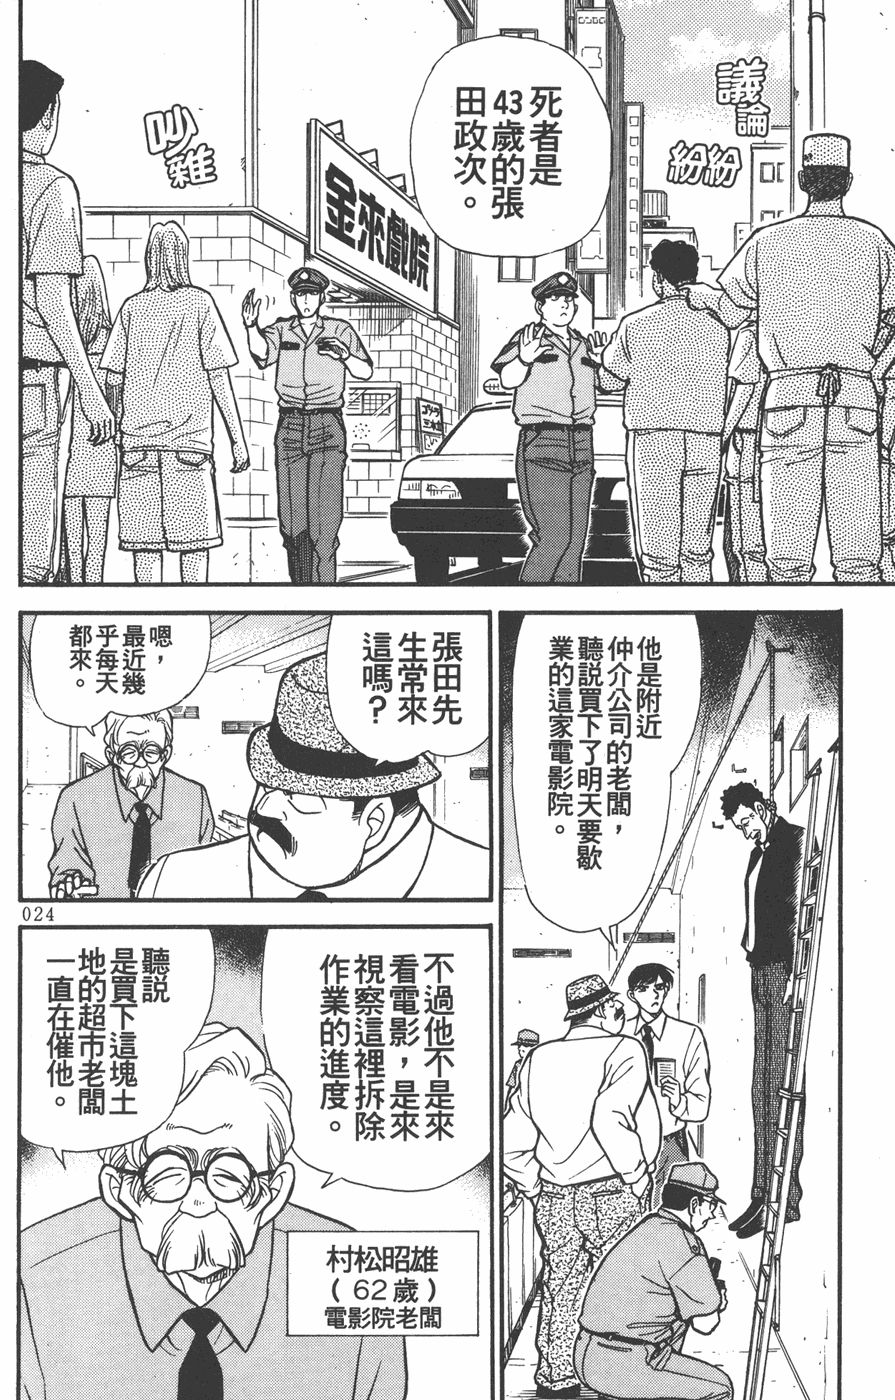 死者是
43歲的張
田政次。
議論
紛紛
吵雜
金來戲院
ゴジラ
他是附近
仲介公司的老闆，
聽說買下了明天要歇
業的這家電影院。
張田先
生常來
這嗎？
嗯，
最近幾
乎每天
都來。
024
不過他不是來
看電影，是來
視察這裡拆除
作業的進度。
聽說
是買下這塊土
地的超市老闆
一直在催他。
村松昭雄
(62歲)
電影院老闆